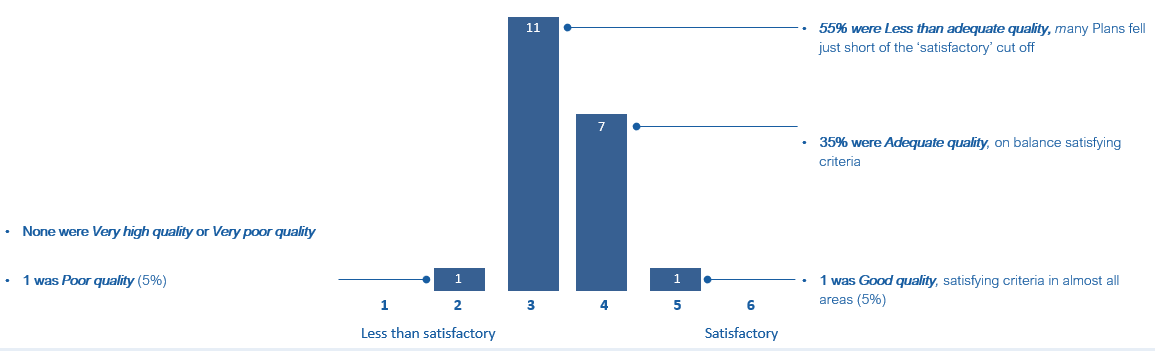 11
• 55% were Less than adequate quality, many Plans fell
just short of the ‘satisfactory’ cut off
7
• 35% were Adequate quality, on balance satisfying
criteria
• None were Very high quality or Very poor quality
• 1 was Poor quality (5%)
1
1
• 1 was Good quality, satisfying criteria in almost all
areas (5%)
1 2 3 4 5 6
Less than satisfactory Satisfactory